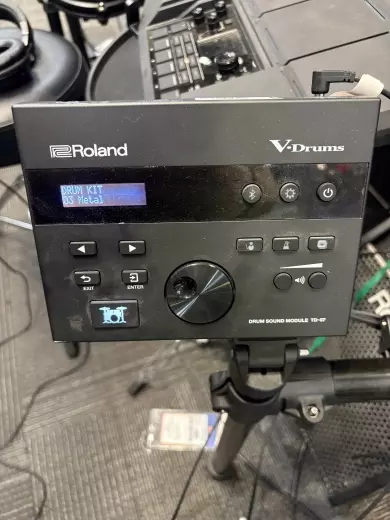 Roland
V-Drums
DRUM KIT
03 Metal
EXIT
ENTER
DRUM SOUND MODULE TD-07